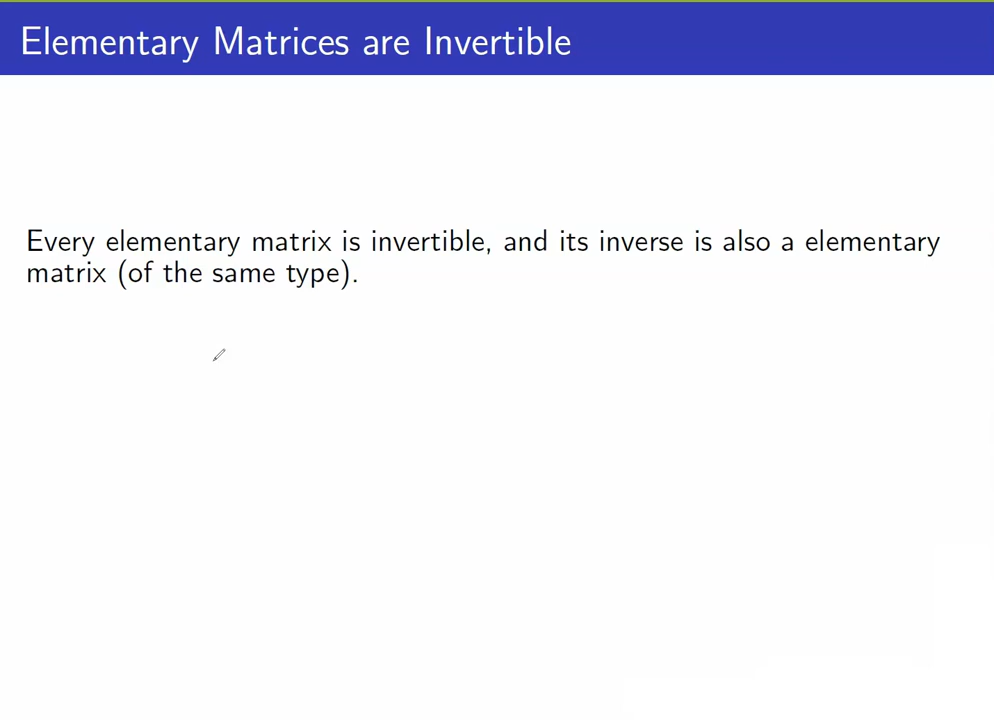 Elementary Matrices are Invertible
Every elementary matrix is invertible, and its inverse is also a elementary
matrix (of the same type).